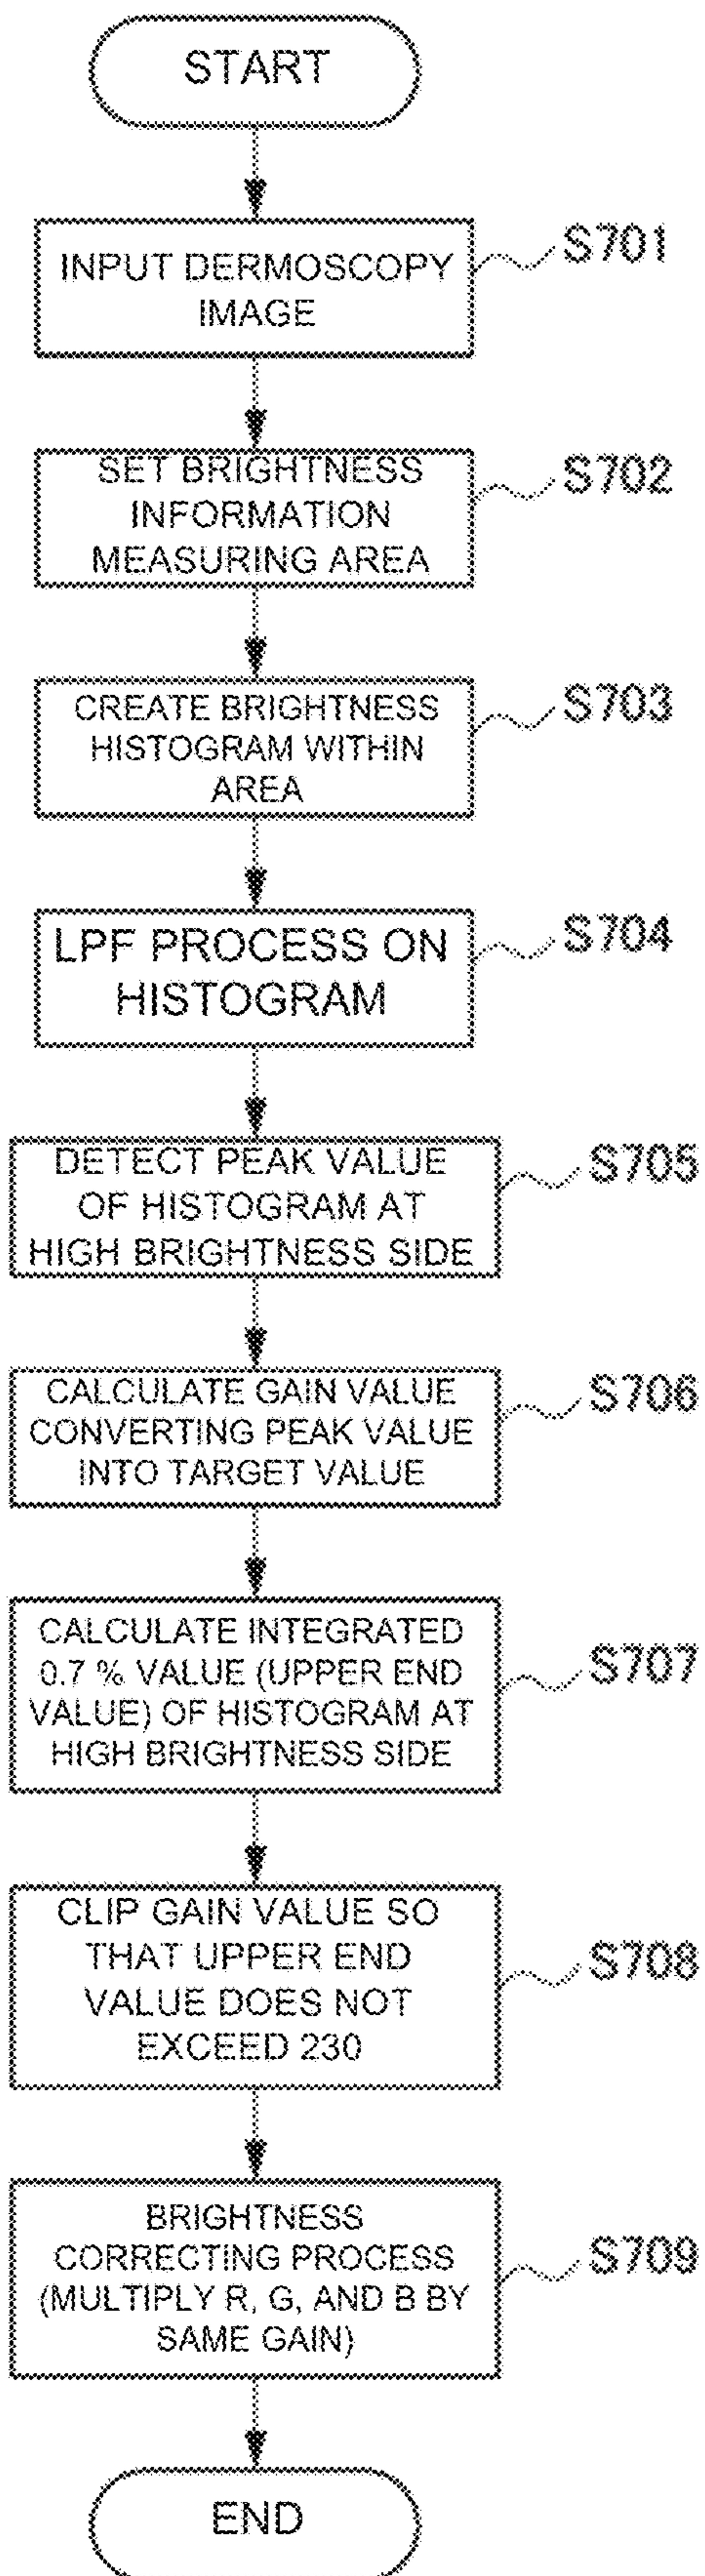 START
INPUT DERMOSCOPY
IMAGE
S701
SET BRIGHTNESS
INFORMATION
MEASURING AREA
S702
CREATE BRIGHTNESS
HISTOGRAM WITHIN
AREA
S703
LPF PROCESS ON
HISTOGRAM
S704
DETECT PEAK VALUE
OF HISTOGRAM AT
HIGH BRIGHTNESS SIDE
S705
CALCULATE GAIN VALUE
CONVERTING PEAK VALUE
INTO TARGET VALUE
S706
CALCULATE INTEGRATED
0.7 % VALUE (UPPER END
VALUE) OF HISTOGRAM AT
HIGH BRIGHTNESS SIDE
S707
CLIP GAIN VALUE SO
THAT UPPER END
VALUE DOES NOT
EXCEED 230
S708
BRIGHTNESS
CORRECTING PROCESS
(MULTIPLY R, G, AND B BY
SAME GAIN)
S709
END